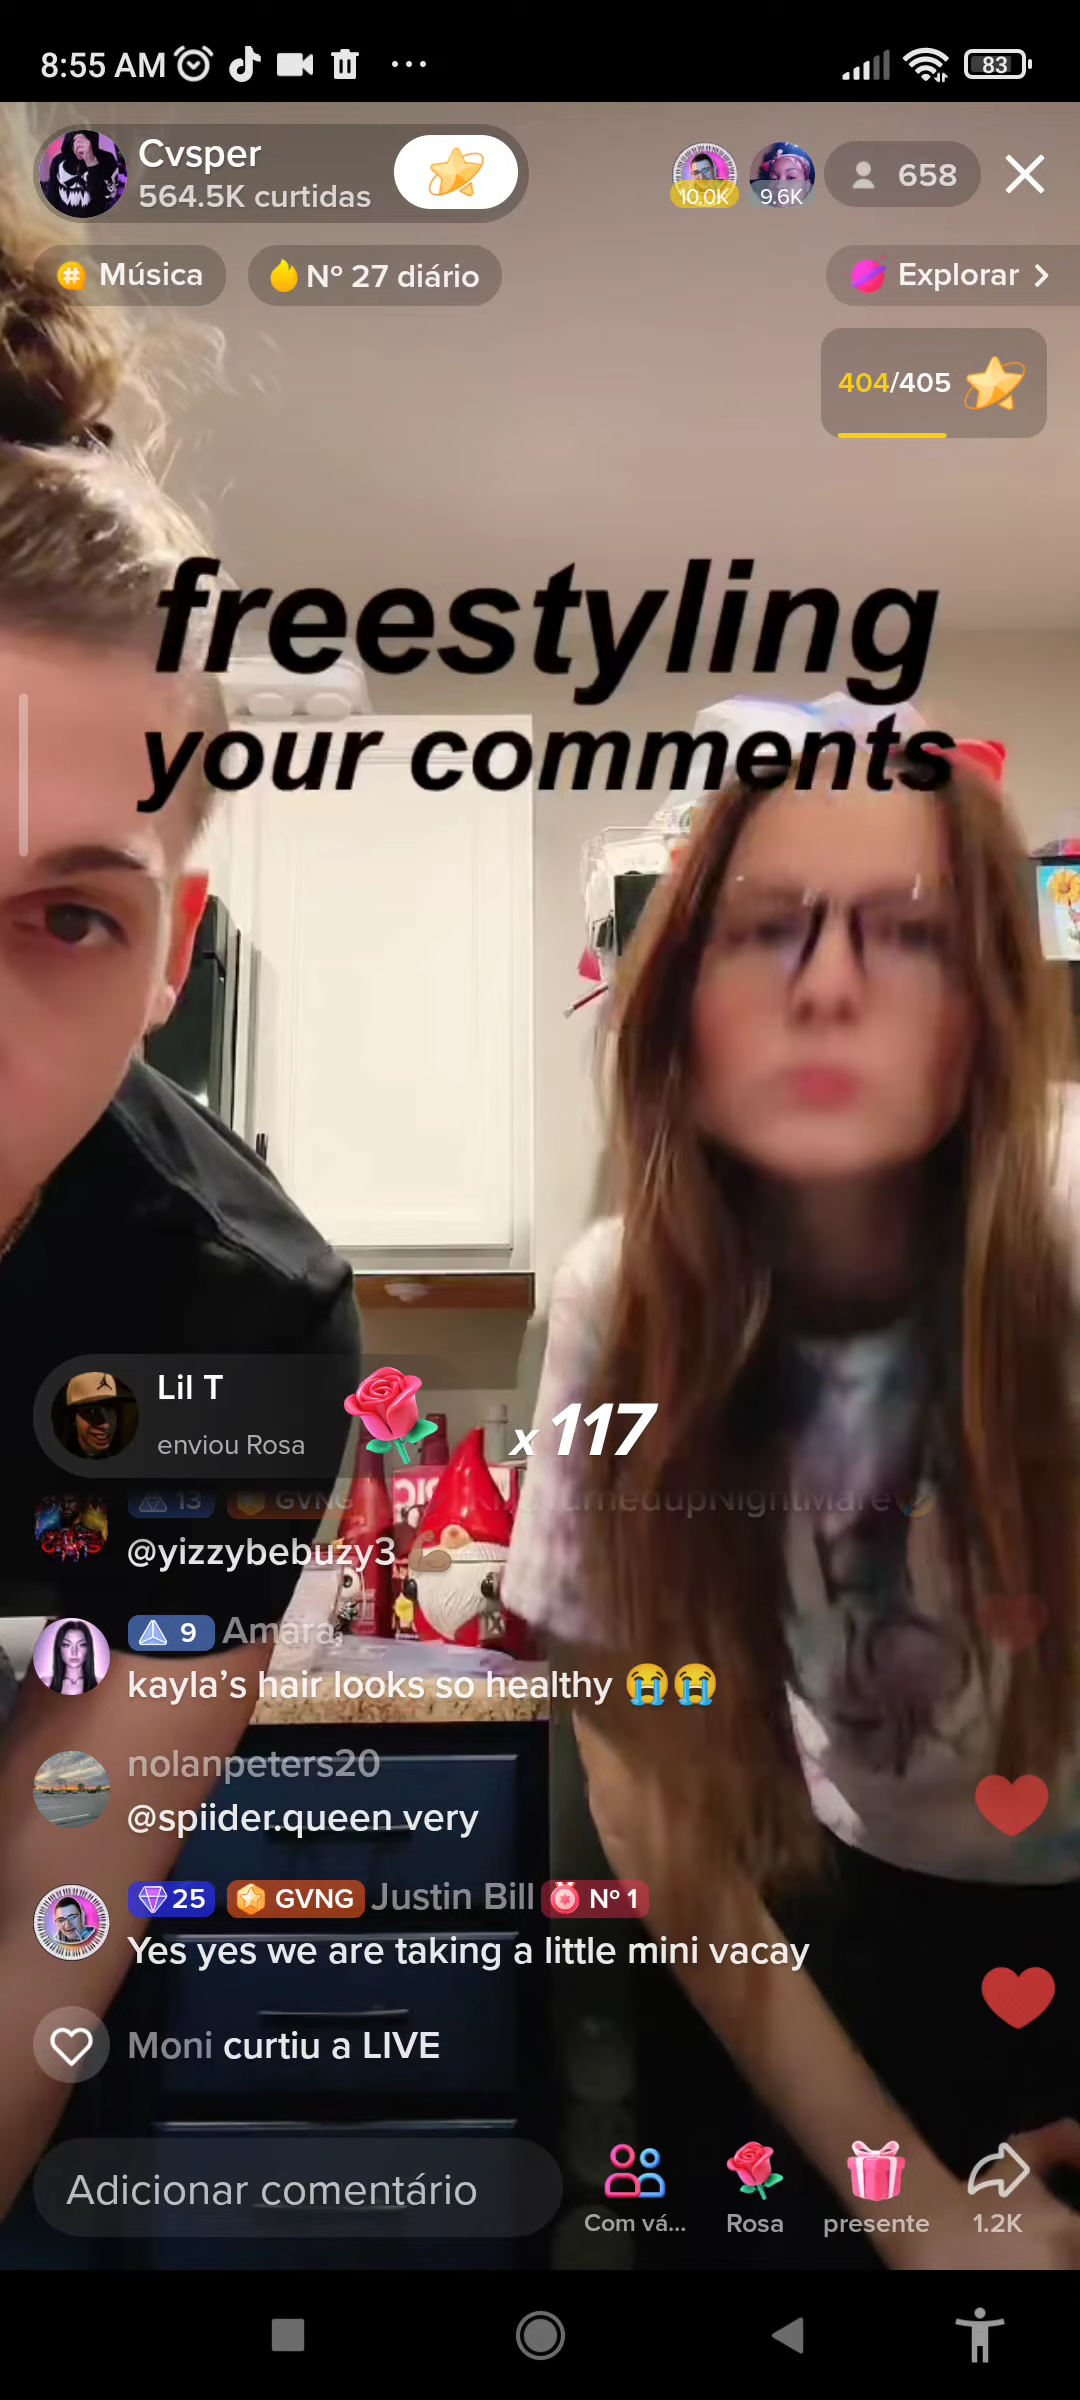 8:55 AM
83
Cvsper
564.5K curtidas
10.0K
9.6K
658
Música
Nº 27 diário
Explorar
404/405
freestyling
your comments
Lil T
enviou Rosa
x 117
13 GVNG
@yizzybebuzy3
9 Amara,
kayla’s hair looks so healthy 😭😭
nolanpeters20
@spiider.queen very
25 GVNG Justin Bill Nº 1
Yes yes we are taking a little mini vacay
Moni curtiu a LIVE
Adicionar comentário
Com vá...
Rosa
presente
1.2K